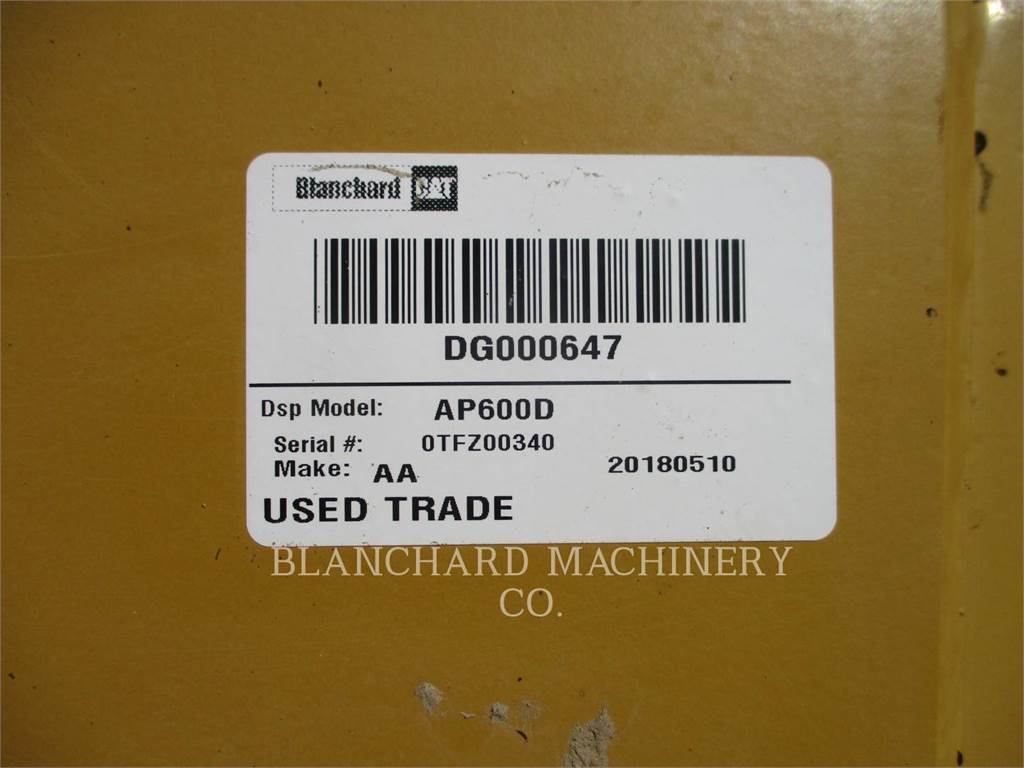 Blanchard CAT
DG000647
Dsp Model: AP600D
Serial #: 0TFZ00340
Make: AA 20180510
USED TRADE
BLANCHARD MACHINERY
CO.